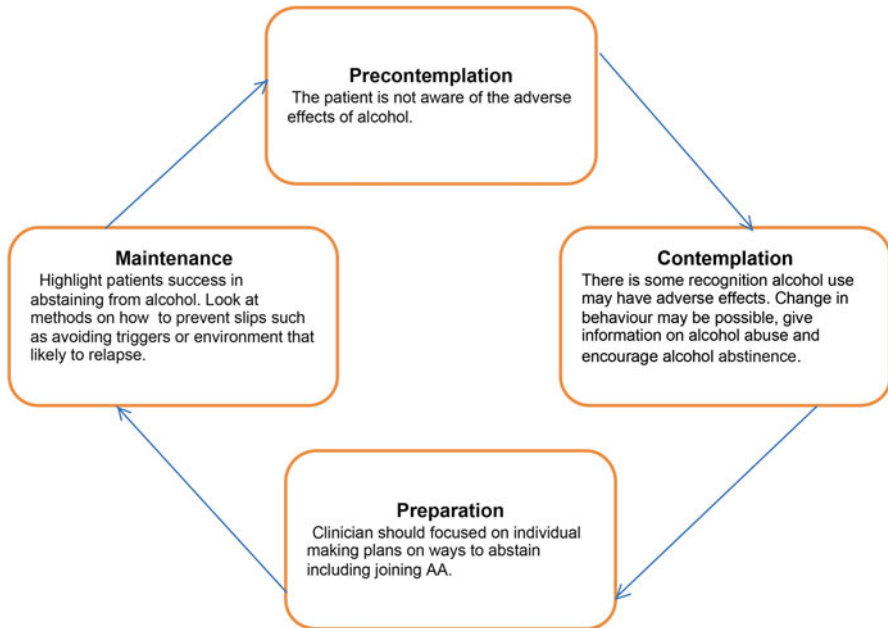 Precontemplation
The patient is not aware of the adverse
effects of alcohol.
Contemplation
There is some recognition alcohol use
may have adverse effects. Change in
behaviour may be possible, give
information on alcohol abuse and
encourage alcohol abstinence.
Preparation
Clinician should focused on individual
making plans on ways to abstain
including joining AA.
Maintenance
Highlight patients success in
abstaining from alcohol. Look at
methods on how to prevent slips such
as avoiding triggers or environment that
likely to relapse.